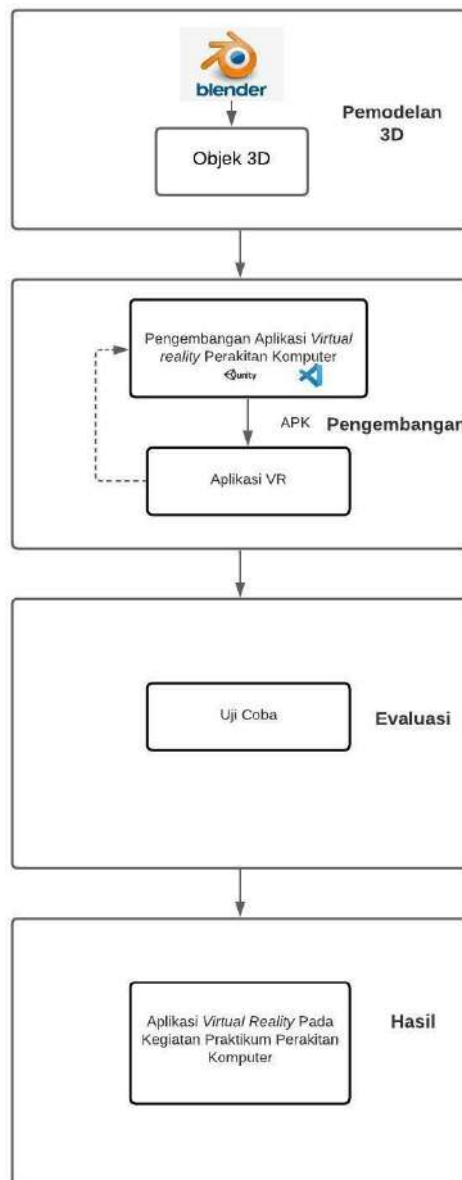 blender
Pemodelan
3D
Objek 3D
Pengembangan Aplikasi Virtual
reality Perakitan Komputer
unity
APK
Pengembangan
Aplikasi VR
Uji Coba
Evaluasi
Aplikasi Virtual Reality Pada
Kegiatan Praktikum Perakitan
Komputer
Hasil